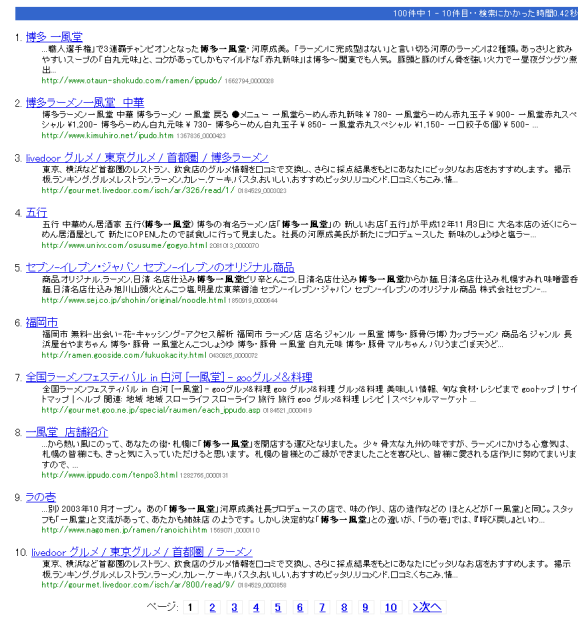 100件中1 - 10件目・・検索にかかった時間0.42秒
1. 博多 一風堂
...職人選手権」で3連覇チャンピオンとなった博多一風堂・河原成美。「ラーメンに完成型はない」と言い切る河原のラーメンは2種類。あっさりと飲み
やすいスープの「白丸元味」と、コクがあってしかもマイルドな「赤丸新味」は博多〜関東でも人気。豚頭と豚のげん骨を強い火力で一昼夜グツグツ煮
出...
http://www.otaun-shokudo.com/ramen/ippudo/ 1662794_0000028
2. 博多ラーメン一風堂 中華
博多ラーメン一風堂 中華 博多ラーメン 一風堂 戻る ●メニュー 一風堂らーめん赤丸新味 ¥ 780- 一風堂らーめん赤丸玉子 ¥ 900- 一風堂赤丸スペ
シャル ¥1,200- 博多らーめん白丸元味 ¥ 730- 博多らーめん白丸玉子 ¥ 850- 一風堂赤丸スペシャル ¥1,150- 一口餃子(5個) ¥ 500- ...
http://www.kimuhiro.net/ipudo.htm 1367836_0000423
3. livedoor グルメ / 東京グルメ / 首都圏 / 博多ラーメン
東京、横浜など首都圏のレストラン、飲食店のグルメ情報を口コミで交換し、さらに採点結果をもとにあなたにピッタリなお店をおすすめします。 掲示
板,ランキング,グルメ,レストラン,ラーメン,カレー,ケーキ,パスタ,おいしい,おすすめ,ピッタリ,リコメンド,口コミ,くちこみ,情...
http://gourmet.livedoor.com/isch/ar/326/read/1/ 0184529_0003023
4. 五行
五行 中華めん居酒家 五行(博多一風堂) 博多の有名ラーメン店「博多一風堂」の 新しいお店「五行」が平成12年11月3日に 大名本店の近くにらー
めん居酒屋として 新たにOPENしたので試食しに行って見ました。 社長の河原成美氏が新たにプロデュースした 新味のしょうゆと塩ラー...
http://www.univx.com/osusume/gogyo.html 2081013_0000070
5. セブン-イレブン・ジャパン セブン-イレブンのオリジナル商品
商品,オリジナル,ラーメン,日清 名店仕込み博多一風堂ピリ辛とんこつ,日清名店仕込み博多一風堂からか麺,日清名店仕込み札幌すみれ味噌雲呑
麺,日清名店仕込み旭川山頭火とんこつ塩,明星広東菜醤油 セブン-イレブン・ジャパン セブン-イレブンのオリジナル商品 株式会社セブン-...
http://www.sej.co.jp/shohin/original/noodle.html 1850919_0000644
6. 福岡市
福岡市 無料-出会い-花-キャッシング-アクセス解析 福岡市 ラーメン店 店名 ジャンル 一風堂 博多・豚骨(5博) カップラーメン 商品名 ジャンル 長
浜屋台やまちゃん 博多・豚骨 一風堂とんこつしょうゆ 博多・豚骨 一風堂 白丸元味 博多・豚骨 マルちゃん バリうまごぼ天うど...
http://ramen.gooside.com/fukuokacity.html 0430925_0000072
7. 全国ラーメンフェスティバル in 白河 [一風堂] - gooグルメ&料理
全国ラーメンフェスティバル in 白河 [一風堂] - gooグルメ&料理 goo グルメ&料理 グルメ&料理 美味しい情報、旬な食材・レシピまで gooトップ | サイ
トマップ | ヘルプ 関連: 地域 地域 スローライフ スローライフ 旅行 旅行 goo グルメ&料理 レシピ | スペシャルマーケット ...
http://gourmet.goo.ne.jp/special/raumen/each_ippudo.asp 0184521_0000419
8. 一風堂 店舗紹介
...から熱い風にのって、あなたの街・札幌に「博多一風堂」を開店する運びとなりました。 少々骨太な九州の味ですが、ラーメンにかける心意気は、
札幌の皆様にも、きっと気に入っていただけると思います。 札幌の皆様とのご縁ができましたことを喜びとし、皆様に愛される店作りに努めてまいりま
すので、...
http://www.ippudo.com/tenpo3.html 1282766_0000131
9. ラの壱
...別) 2003年10月オープン。あの「博多一風堂」河原成美社長プロデュースの店で、味の作り、店の造作などの ほとんどが「一風堂」と同じ。スタッ
フも「一風堂」と交流があって、あたかも姉妹店 のようです。しかし決定的な「博多一風堂」との違いが、「ラの壱」では、『呼び戻し』といわ...
http://www.nagomen.jp/ramen/ranoichi.htm 1569071_0000110
10. livedoor グルメ / 東京グルメ / 首都圏 / ラーメン
東京、横浜など首都圏のレストラン、飲食店のグルメ情報を口コミで交換し、さらに採点結果をもとにあなたにピッタリなお店をおすすめします。 掲示
板,ランキング,グルメ,レストラン,ラーメン,カレー,ケーキ,パスタ,おいしい,おすすめ,ピッタリ,リコメンド,口コミ,くちこみ,情...
http://gourmet.livedoor.com/isch/ar/800/read/9/ 0184529_0003858
ページ: 1 2 3 4 5 6 7 8 9 10 >次へ